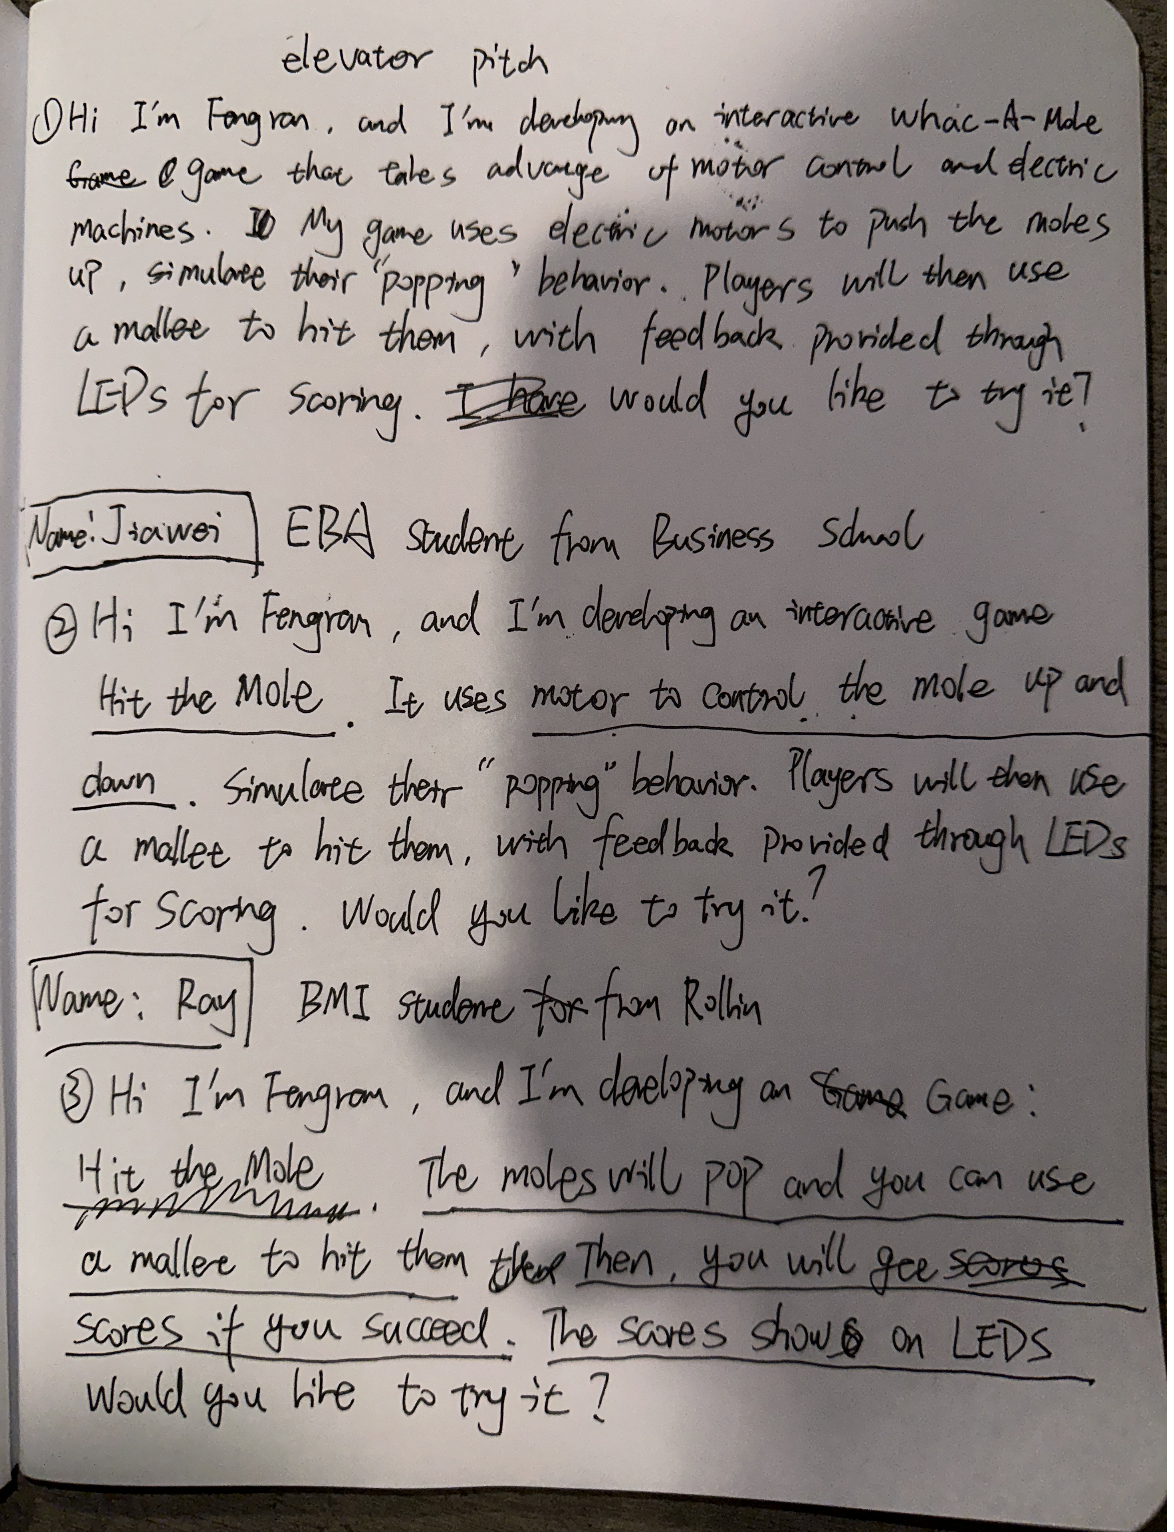 elevator pitch
① Hi I'm Fengran, and I'm developing an interactive Whac-A-Mole
Game game that takes advange of motor control and electric
machines. My game uses electric motors to push the moles
up, simulate their "popping" behavior. Players will then use
a mallet to hit them, with feedback provided through
LEDs for scoring. I have would you like to try it?
Name: Jiawei EBA student from Business School
② Hi I'm Fengran, and I'm developing an interactive game
Hit the Mole. It uses motor to control the mole up and
down. Simulate their "popping" behavior. Players will then use
a mallet to hit them, with feedback provided through LEDs
for scoring. Would you like to try it?
Name: Ray BMI student for from Rollin
③ Hi I'm Fengran, and I'm developing an Game Game:
Hit the Mole. The moles will pop and you can use
a mallet to hit them then Then, you will get scores
scores if you succeed. The scores shows on LEDS
Would you like to try it?